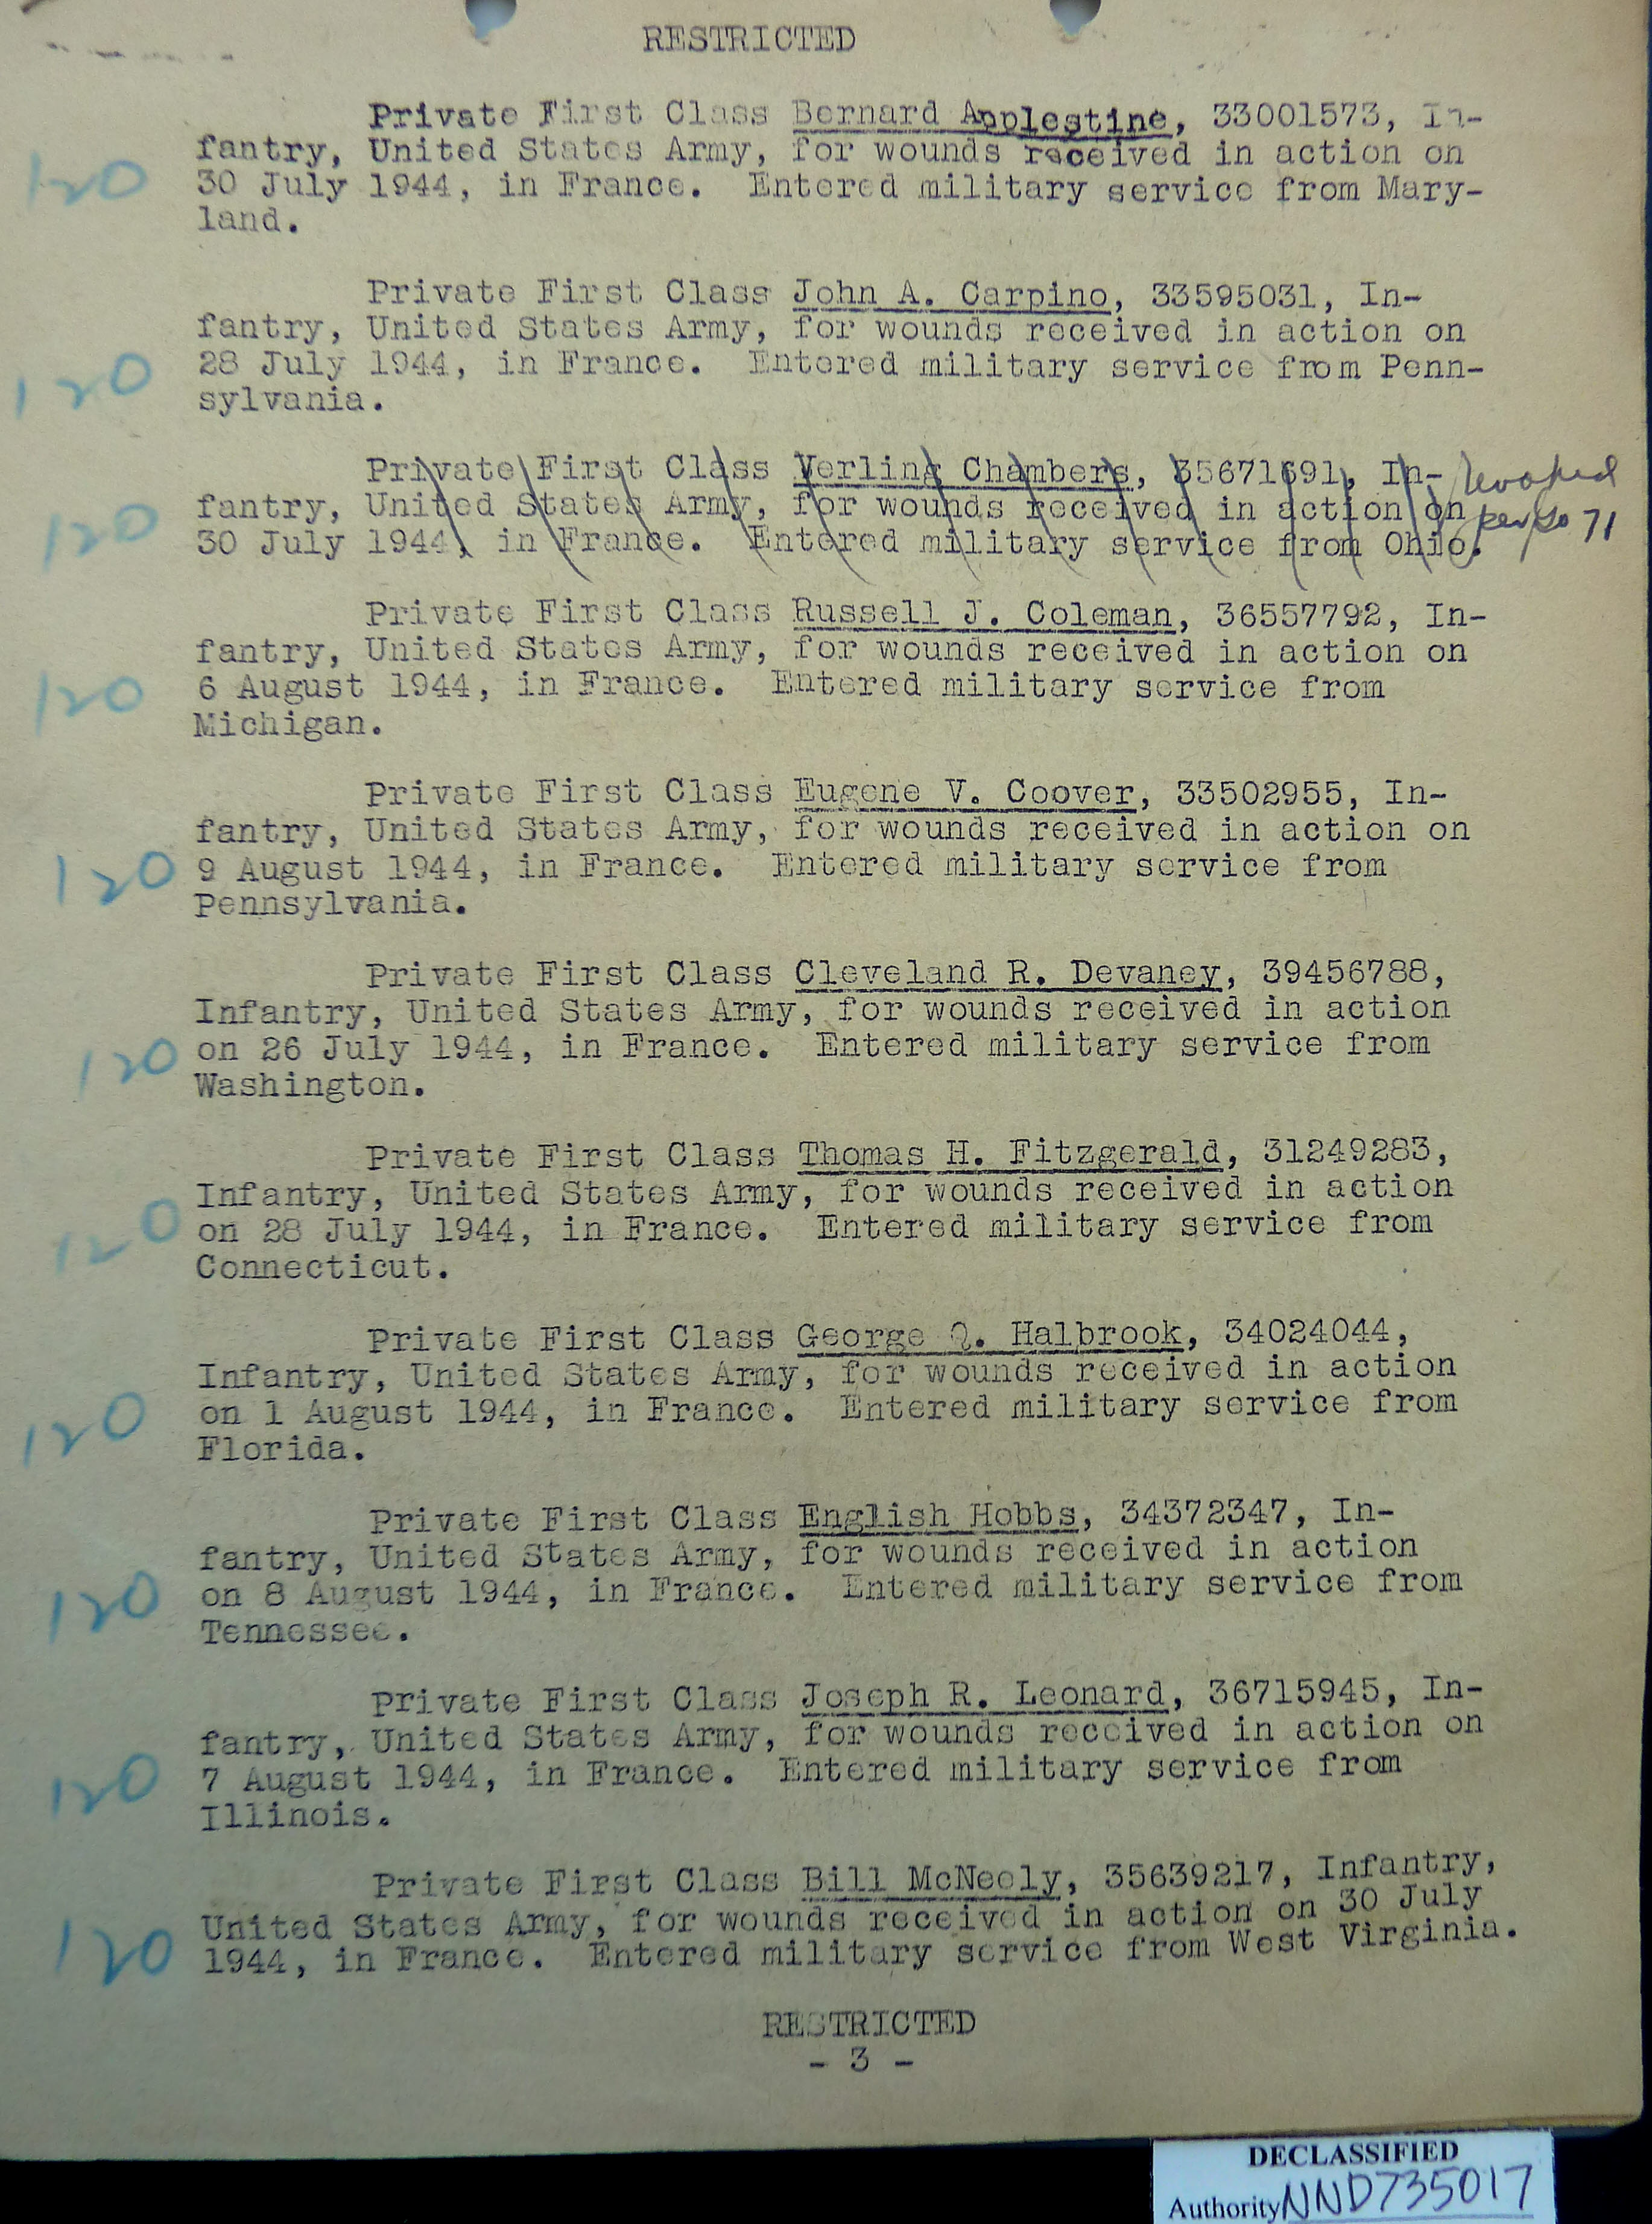 RESTRICTED
Private First Class Bernard Applestine, 33001573, In-
120
fantry, United States Army, for wounds received in action on
30 July 1944, in France. Entered military service from Mary-
land.
Private First Class John A. Carpino, 33595031, In-
fantry, United States Army, for wounds received in action on
120
28 July 1944, in France. Entered military service from Penn-
sylvania.
Private First Class Verling Chambers, 35671691, In-
revoked
fantry, United States Army, for wounds received in action on
per So 71
120
30 July 1944, in France. Entered military service from Ohio.
Private First Class Russell J. Coleman, 36557792, In-
fantry, United States Army, for wounds received in action on
120
6 August 1944, in France. Entered military service from
Michigan.
Private First Class Eugene V. Coover, 33502955, In-
fantry, United States Army, for wounds received in action on
120
9 August 1944, in France. Entered military service from
Pennsylvania.
Private First Class Cleveland R. Devaney, 39456788,
Infantry, United States Army, for wounds received in action
120
on 26 July 1944, in France. Entered military service from
Washington.
Private First Class Thomas H. Fitzgerald, 31249283,
Infantry, United States Army, for wounds received in action
120
on 28 July 1944, in France. Entered military service from
Connecticut.
Private First Class George Q. Halbrook, 34024044,
Infantry, United States Army, for wounds received in action
120
on 1 August 1944, in France. Entered military service from
Florida.
Private First Class English Hobbs, 34372347, In-
fantry, United States Army, for wounds received in action
120
on 8 August 1944, in France. Entered military service from
Tennessee.
Private First Class Joseph R. Leonard, 36715945, In-
fantry, United States Army, for wounds received in action on
120
7 August 1944, in France. Entered military service from
Illinois.
Private First Class Bill McNeely, 35639217, Infantry,
United States Army, for wounds received in action on 30 July
120
1944, in France. Entered military service from West Virginia.
RESTRICTED
- 3 -
DECLASSIFIED
Authority NND735017